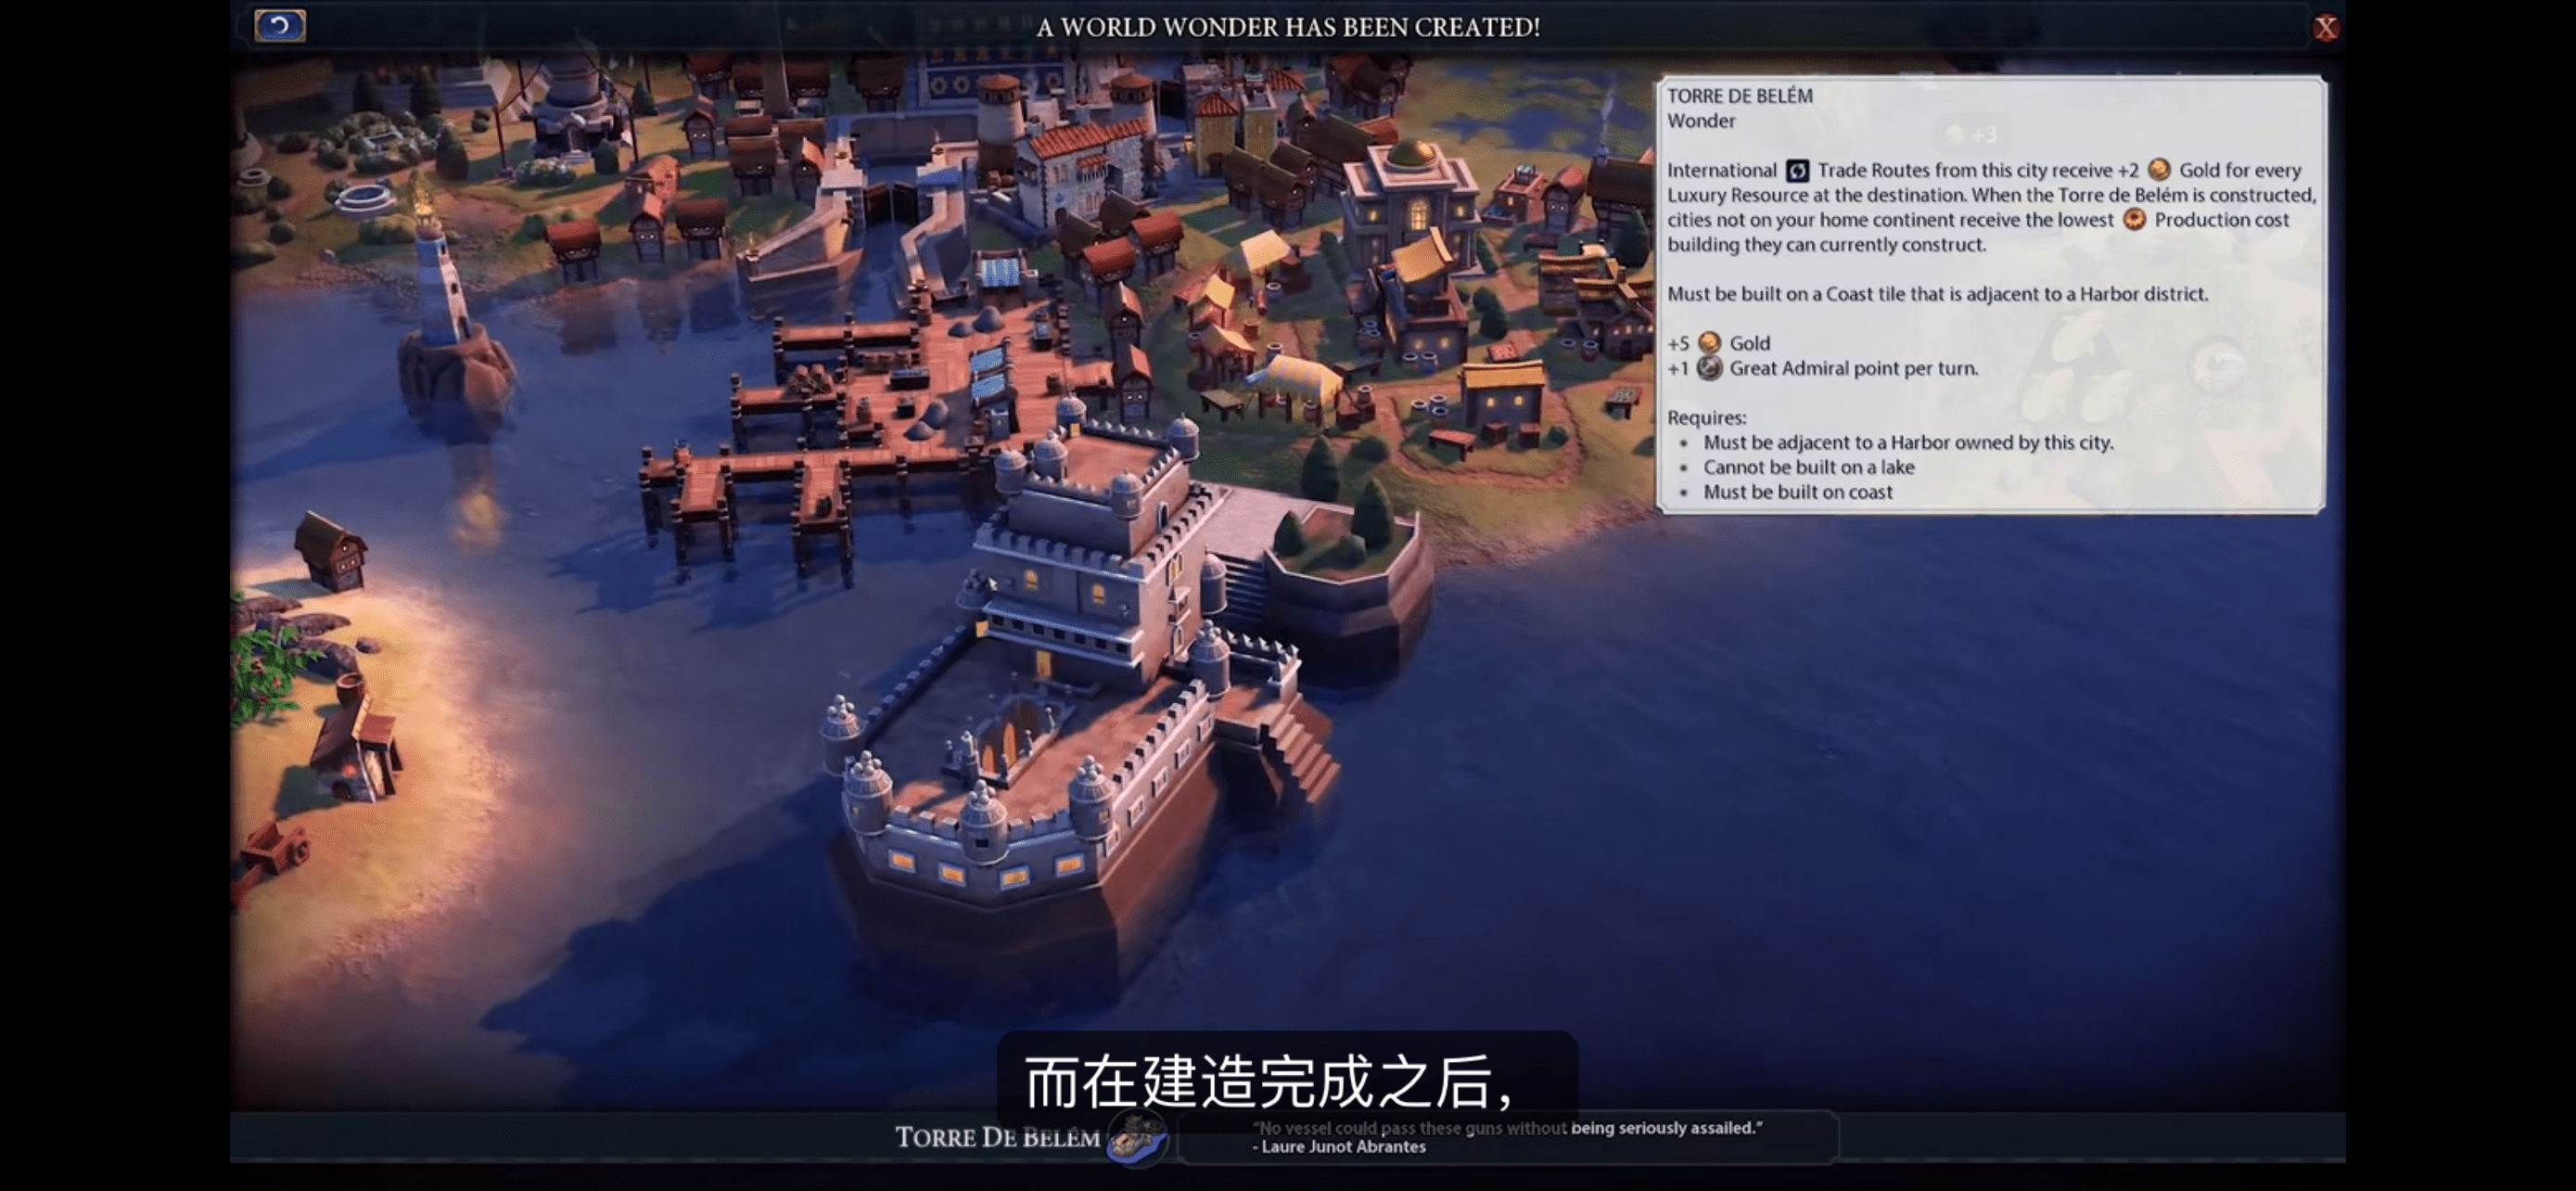 A WORLD WONDER HAS BEEN CREATED!
X
TORRE DE BELÉM
Wonder
+3
International Trade Routes from this city receive +2 Gold for every
Luxury Resource at the destination. When the Torre de Belém is constructed,
cities not on your home continent receive the lowest Production cost
building they can currently construct.
Must be built on a Coast tile that is adjacent to a Harbor district.
+5 Gold
+1 Great Admiral point per turn.
Requires:
• Must be adjacent to a Harbor owned by this city.
• Cannot be built on a lake
• Must be built on coast
而在建造完成之后,
TORRE DE BELÉM
"No vessel could pass these guns without being seriously assailed."
- Laure Junot Abrantes